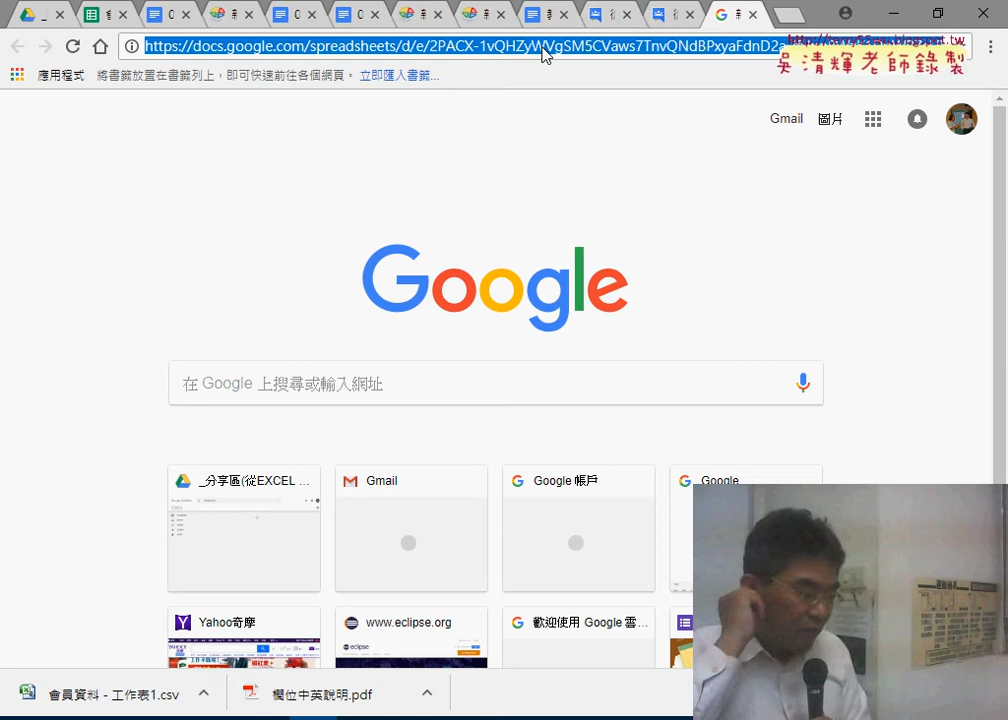 https://docs.google.com/spreadsheets/d/e/2PACX-1vQHZyWVgSM5CVaws7TnvQNdBPxyaFdnD2a
吳清輝老師錄製
應用程式 將書籤放置在書籤列上，即可快速前往各個網頁。 立即匯入書籤...
Gmail 圖片
Google
在 Google 上搜尋或輸入網址
_分享區(從EXCEL ... Gmail Google 帳戶 Google
Yahoo奇摩 www.eclipse.org 歡迎使用 Google 雲...
會員資料 - 工作表1.csv 欄位中英說明.pdf